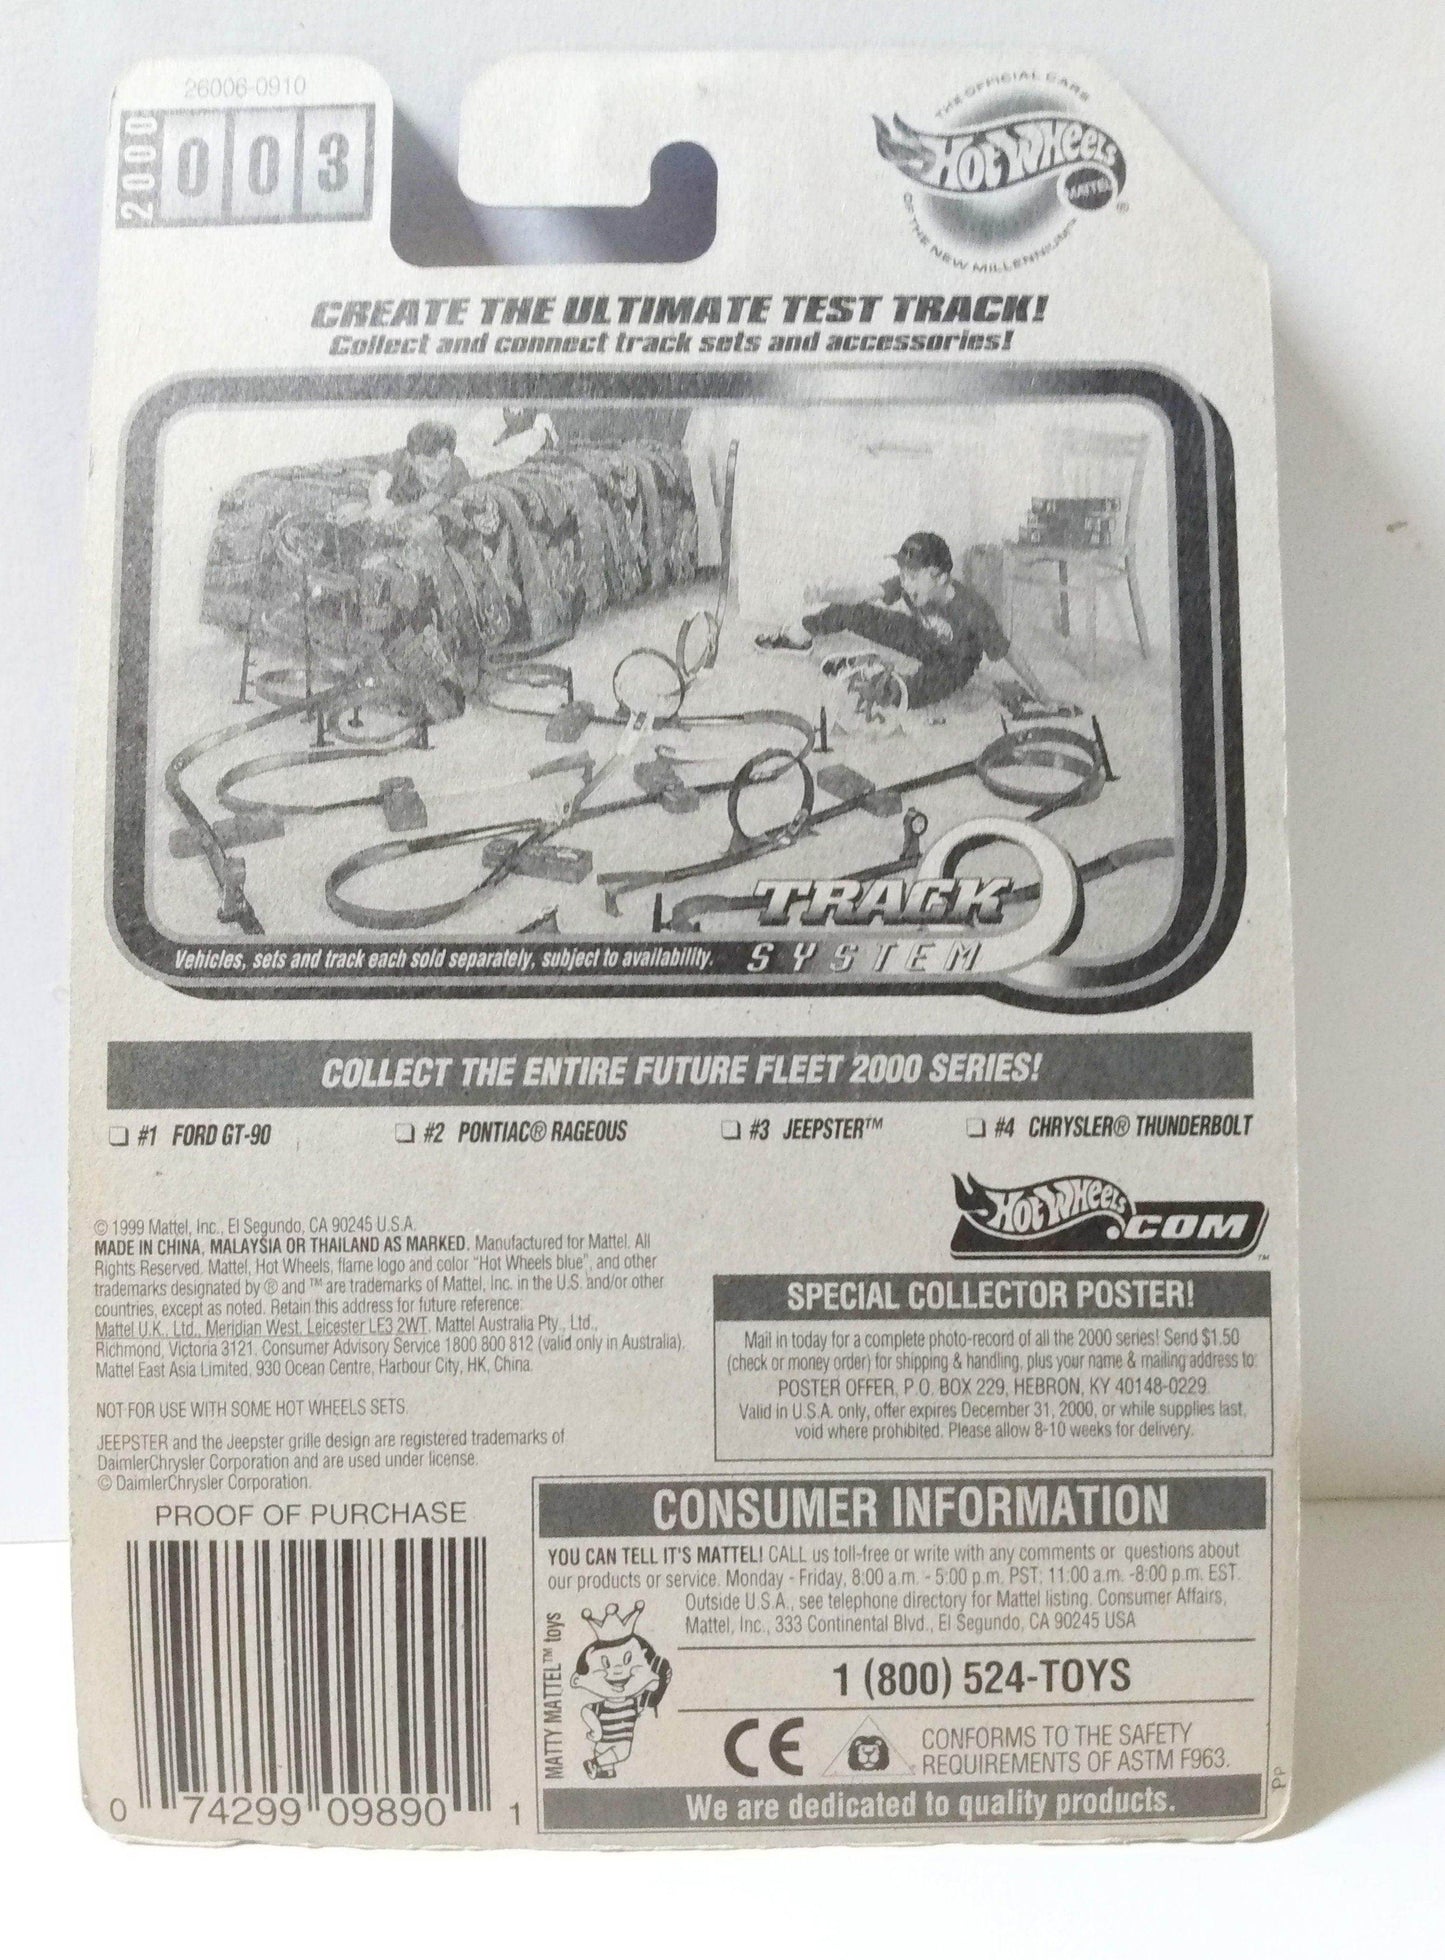 26006-0910
2000
003
THE OFFICIAL CARS
HOT WHEELS
MATTEL
®
OF THE NEW MILLENNIUM™
CREATE THE ULTIMATE TEST TRACK!
Collect and connect track sets and accessories!
TRACK
SYSTEM
Vehicles, sets and track each sold separately, subject to availability.
COLLECT THE ENTIRE FUTURE FLEET 2000 SERIES!
❏ #1 FORD GT-90 ❏ #2 PONTIAC® RAGEOUS ❏ #3 JEEPSTER™ ❏ #4 CHRYSLER® THUNDERBOLT
HOT WHEELS
.COM
™
© 1999 Mattel, Inc., El Segundo, CA 90245 U.S.A.
MADE IN CHINA, MALAYSIA OR THAILAND AS MARKED. Manufactured for Mattel. All
Rights Reserved. Mattel, Hot Wheels, flame logo and color "Hot Wheels blue", and other
trademarks designated by ® and ™ are trademarks of Mattel, Inc. in the U.S. and/or other
countries, except as noted. Retain this address for future reference:
Mattel U.K., Ltd., Meridian West, Leicester LE3 2WT. Mattel Australia Pty., Ltd.,
Richmond, Victoria 3121. Consumer Advisory Service 1800 800 812 (valid only in Australia).
Mattel East Asia Limited, 930 Ocean Centre, Harbour City, HK, China.
NOT FOR USE WITH SOME HOT WHEELS SETS.
JEEPSTER and the Jeepster grille design are registered trademarks of
DaimlerChrysler Corporation and are used under license.
© DaimlerChrysler Corporation.
SPECIAL COLLECTOR POSTER!
Mail in today for a complete photo-record of all the 2000 series! Send $1.50
(check or money order) for shipping & handling, plus your name & mailing address to:
POSTER OFFER, P.O. BOX 229, HEBRON, KY 40148-0229
Valid in U.S.A. only, offer expires December 31, 2000, or while supplies last,
void where prohibited. Please allow 8-10 weeks for delivery.
PROOF OF PURCHASE
0 74299 09890 1
CONSUMER INFORMATION
YOU CAN TELL IT'S MATTEL! CALL us toll-free or write with any comments or questions about
our products or service. Monday - Friday, 8:00 a.m. - 5:00 p.m. PST; 11:00 a.m. -8:00 p.m. EST.
Outside U.S.A., see telephone directory for Mattel listing. Consumer Affairs,
Mattel, Inc., 333 Continental Blvd., El Segundo, CA 90245 USA
MATTY MATTEL™ toys
1 (800) 524-TOYS
CE
CONFORMS TO THE SAFETY
REQUIREMENTS OF ASTM F963.
We are dedicated to quality products.
Pp